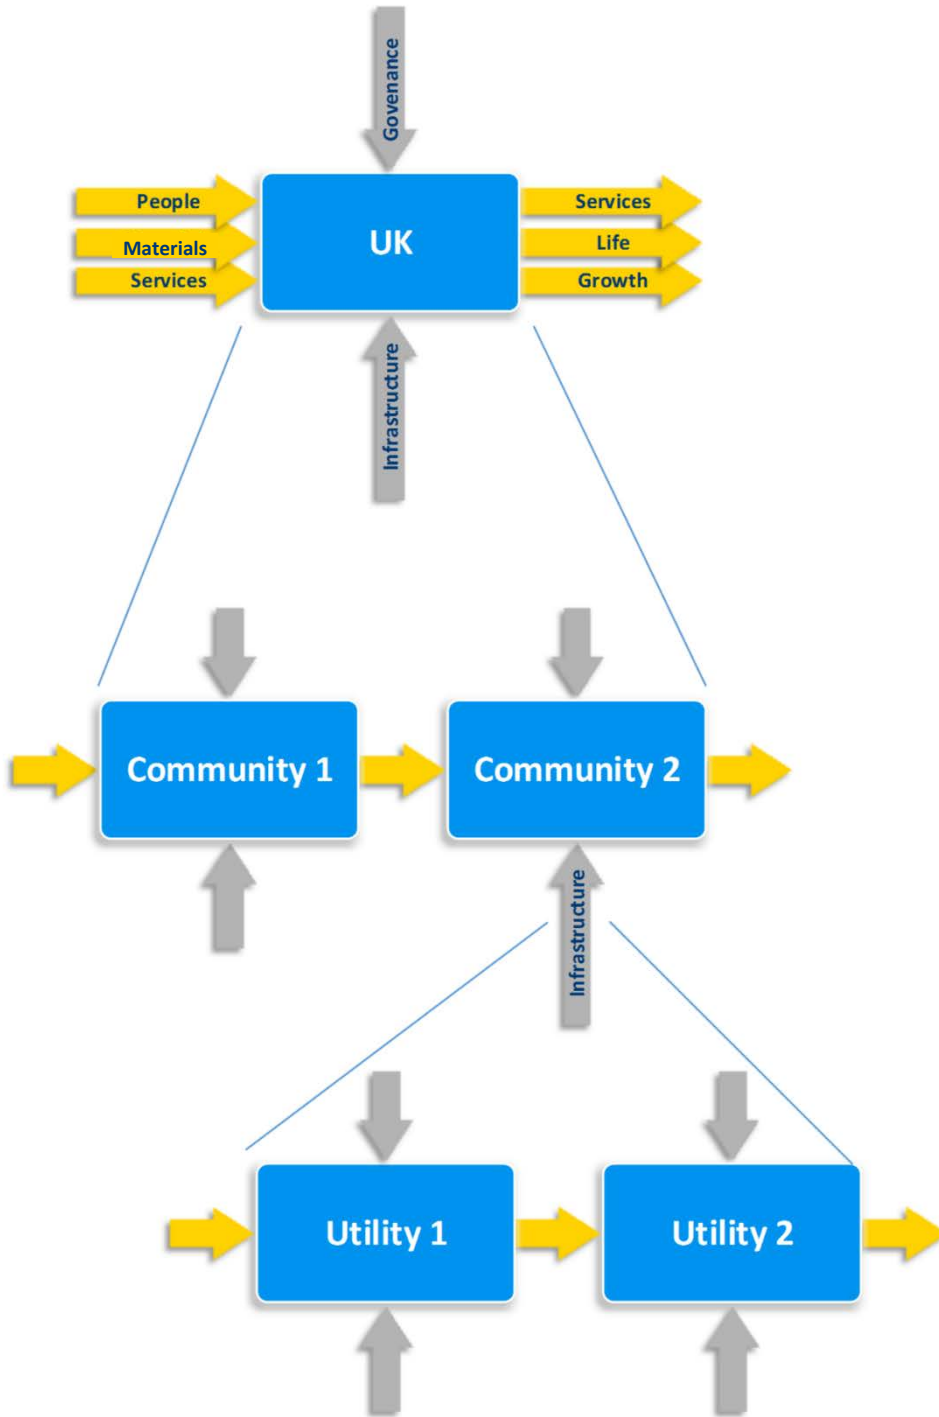 Govenance
People
Materials
Services
UK
Services
Life
Growth
Infrastructure
Community 1
Community 2
Infrastructure
Utility 1
Utility 2